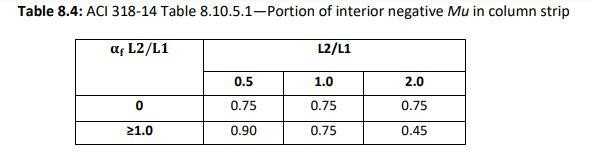 Table 8.4: ACI 318-14 Table 8.10.5.1—Portion of interior negative Mu in column strip
αf L2/L1 L2/L1
0.5 1.0 2.0
0 0.75 0.75 0.75
≥1.0 0.90 0.75 0.45